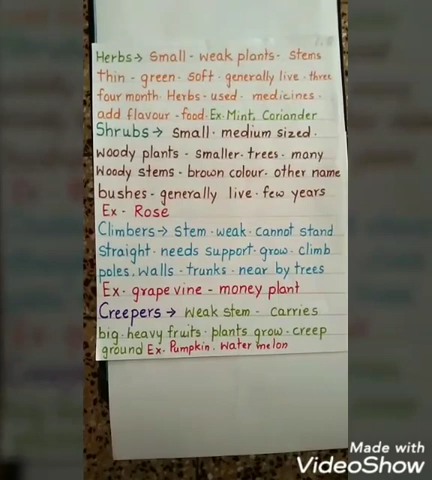 Herbs → Small - weak plants - stems
thin - green - soft - generally live - three
four month. Herbs - used - medicines -
add flavour - food. Ex. Mint, Coriander
Shrubs → Small - medium sized -
woody plants - smaller - trees - many
woody stems - brown colour - other name
bushes - generally live - few years
Ex - Rose
Climbers → Stem - weak - cannot stand
straight - needs support - grow - climb
poles. walls - trunks - near by trees
Ex - grape vine - money plant
Creepers → Weak stem - carries
big - heavy fruits - plants grow - creep
ground Ex. Pumpkin. Water melon
Made with
VideoShow